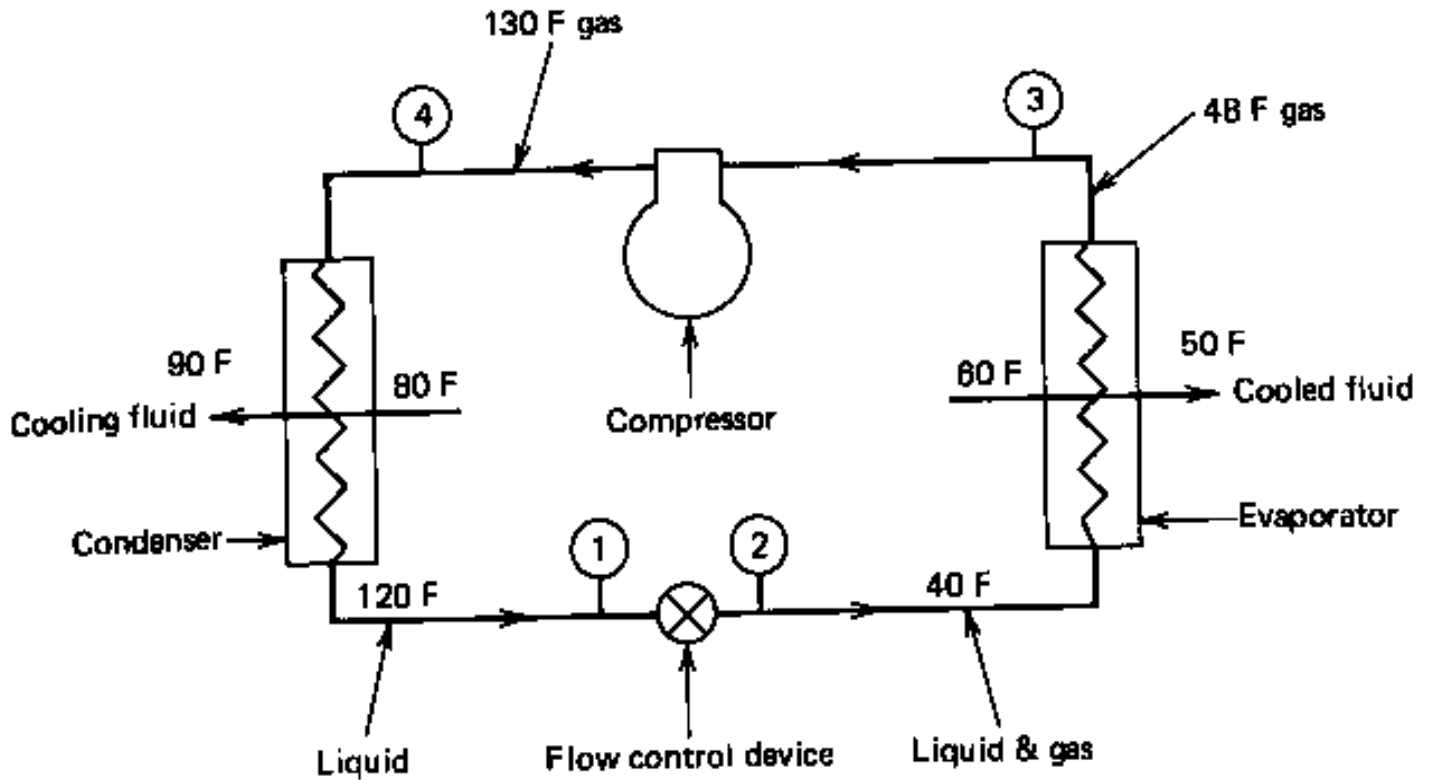 130 F gas
4
3
48 F gas
90 F
80 F
60 F
50 F
Cooling fluid
Cooled fluid
Compressor
Condenser
1
2
Evaporator
120 F
40 F
Liquid
Flow control device
Liquid & gas